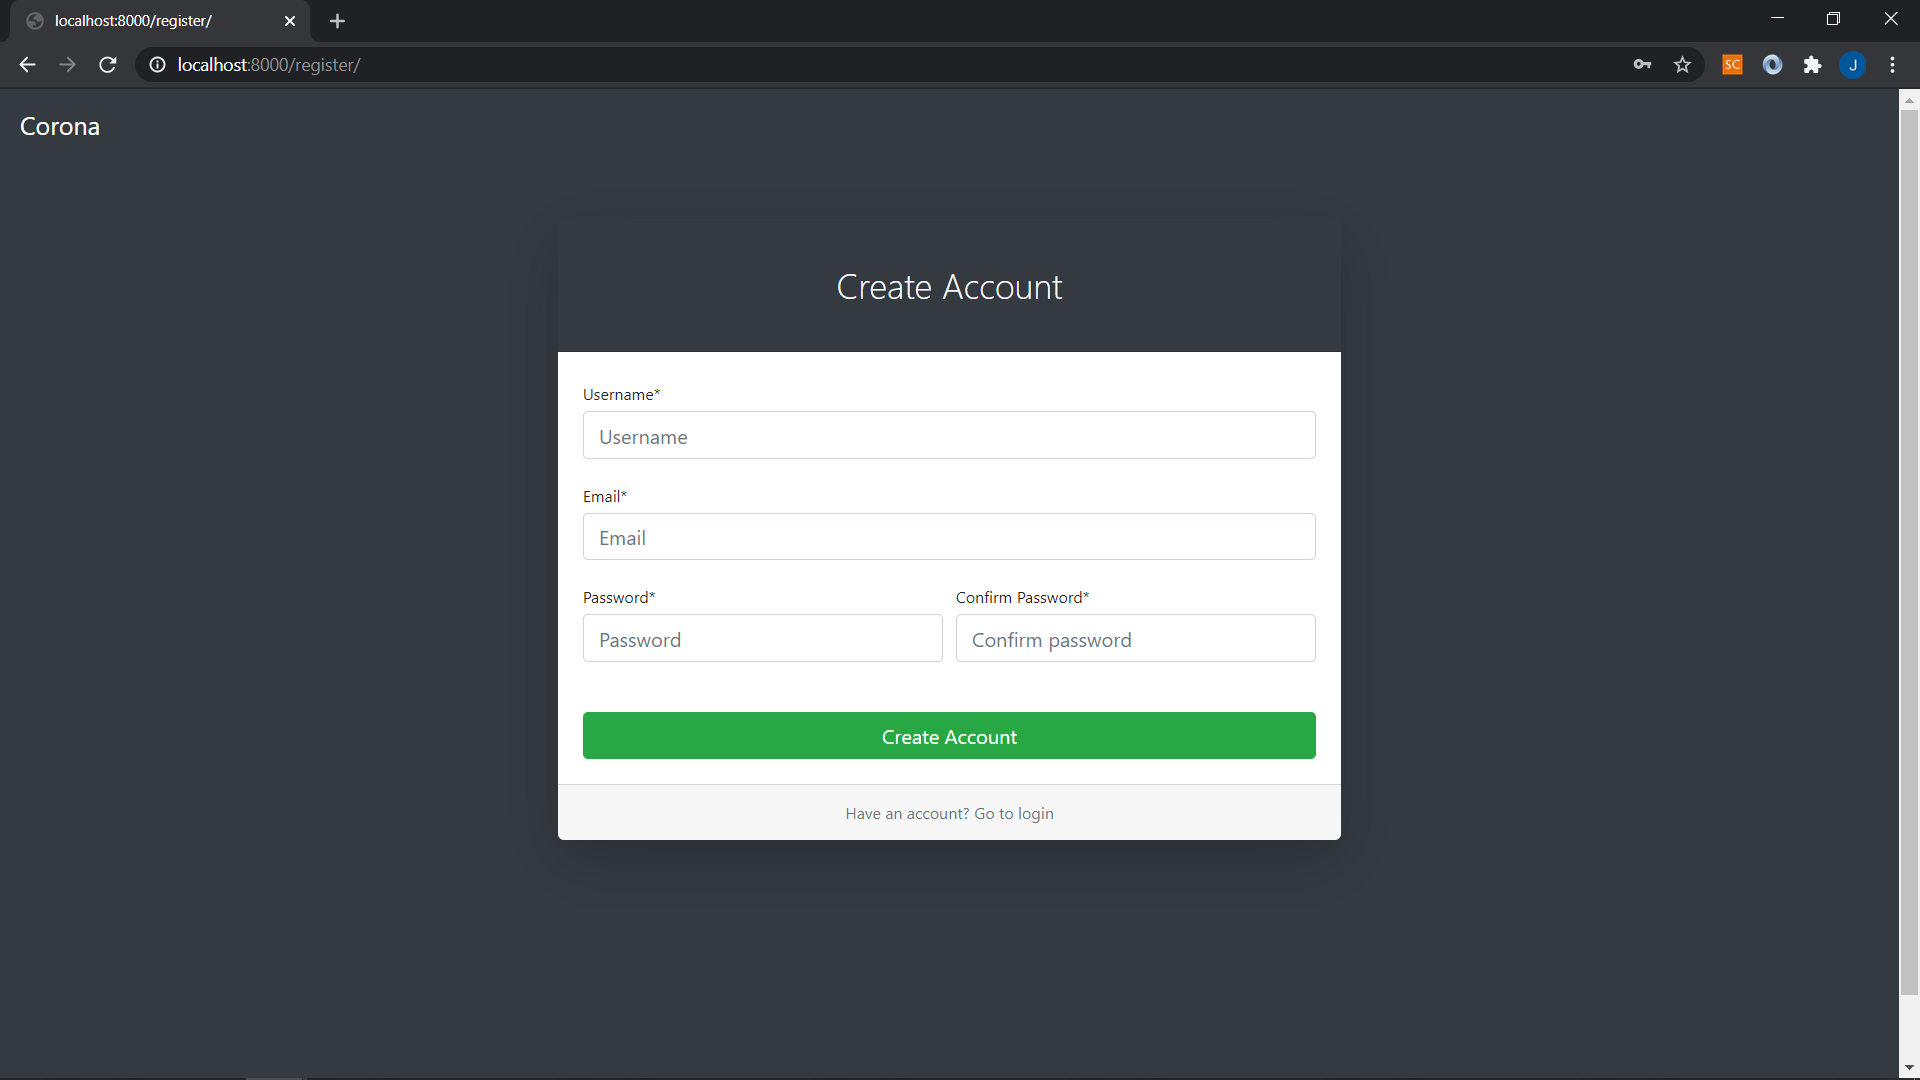 localhost:8000/register/
localhost:8000/register/
SC
J
Corona
Create Account
Username*
Username
Email*
Email
Password* Confirm Password*
Password Confirm password
Create Account
Have an account? Go to login